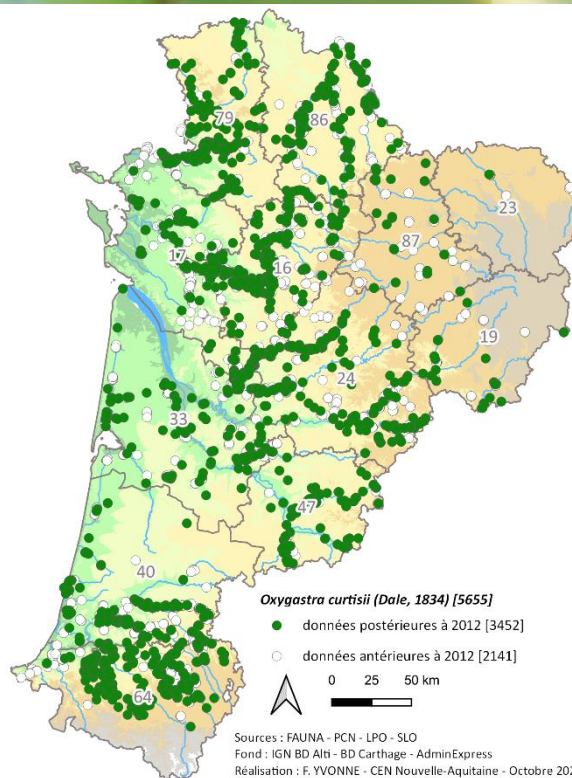 79
86
23
87
17
16
19
24
33
47
40
Oxygastra curtisii (Dale, 1834) [5655]
données postérieures à 2012 [3452]
données antérieures à 2012 [2141]
0 25 50 km
64
Sources : FAUNA - PCN - LPO - SLO
Fond : IGN BD Alti - BD Carthage - AdminExpress
Réalisation : F. YVONNE - CEN Nouvelle-Aquitaine - Octobre